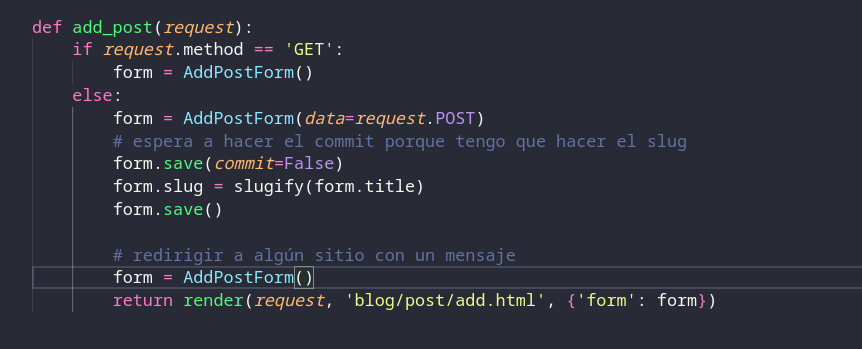 def add_post(request):
    if request.method == 'GET':
        form = AddPostForm()
    else:
        form = AddPostForm(data=request.POST)
        # espera a hacer el commit porque tengo que hacer el slug
        form.save(commit=False)
        form.slug = slugify(form.title)
        form.save()

        # redirigir a algún sitio con un mensaje
        form = AddPostForm()
        return render(request, 'blog/post/add.html', {'form': form})